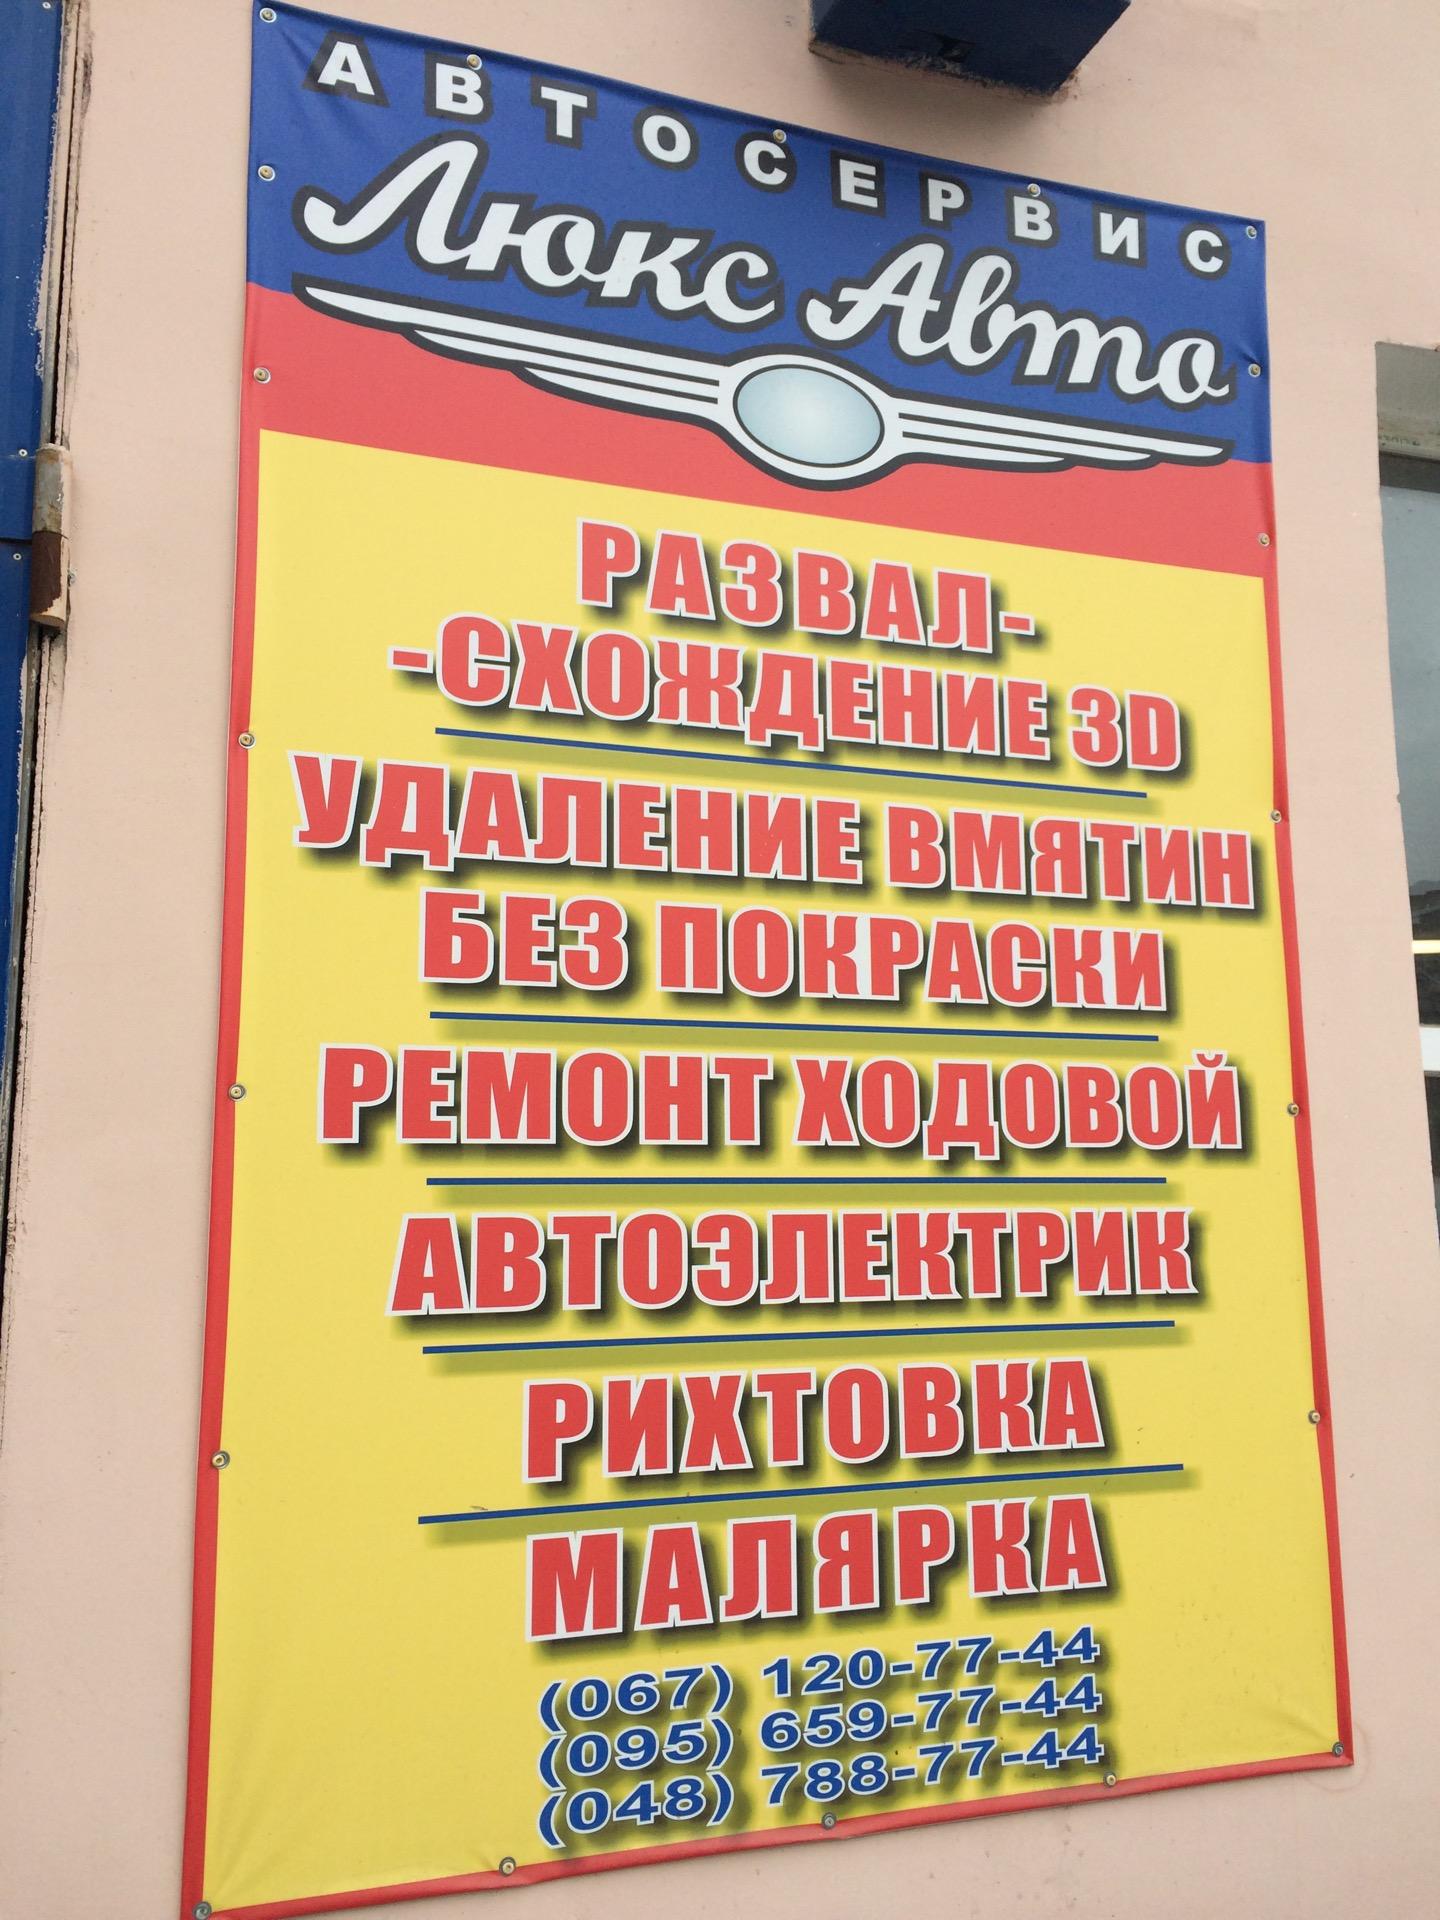 АВТОСЕРВИС
Люкс Авто
РАЗВАЛ-
-СХОЖДЕНИЕ 3D
УДАЛЕНИЕ ВМЯТИН
БЕЗ ПОКРАСКИ
РЕМОНТ ХОДОВОЙ
АВТОЭЛЕКТРИК
РИХТОВКА
МАЛЯРКА
(067) 120-77-44
(095) 659-77-44
(048) 788-77-44